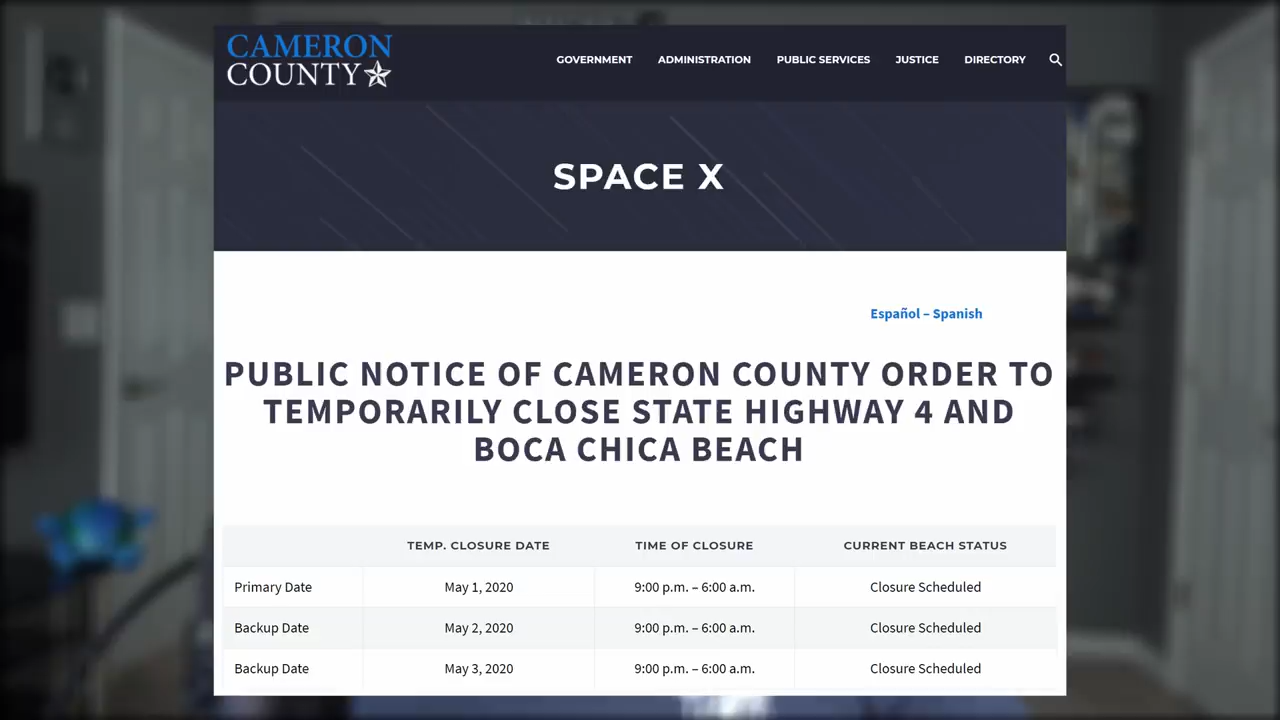 CAMERON
COUNTY
GOVERNMENT ADMINISTRATION PUBLIC SERVICES JUSTICE DIRECTORY
SPACE X
Español – Spanish
PUBLIC NOTICE OF CAMERON COUNTY ORDER TO
TEMPORARILY CLOSE STATE HIGHWAY 4 AND
BOCA CHICA BEACH
TEMP. CLOSURE DATE TIME OF CLOSURE CURRENT BEACH STATUS
Primary Date May 1, 2020 9:00 p.m. – 6:00 a.m. Closure Scheduled
Backup Date May 2, 2020 9:00 p.m. – 6:00 a.m. Closure Scheduled
Backup Date May 3, 2020 9:00 p.m. – 6:00 a.m. Closure Scheduled